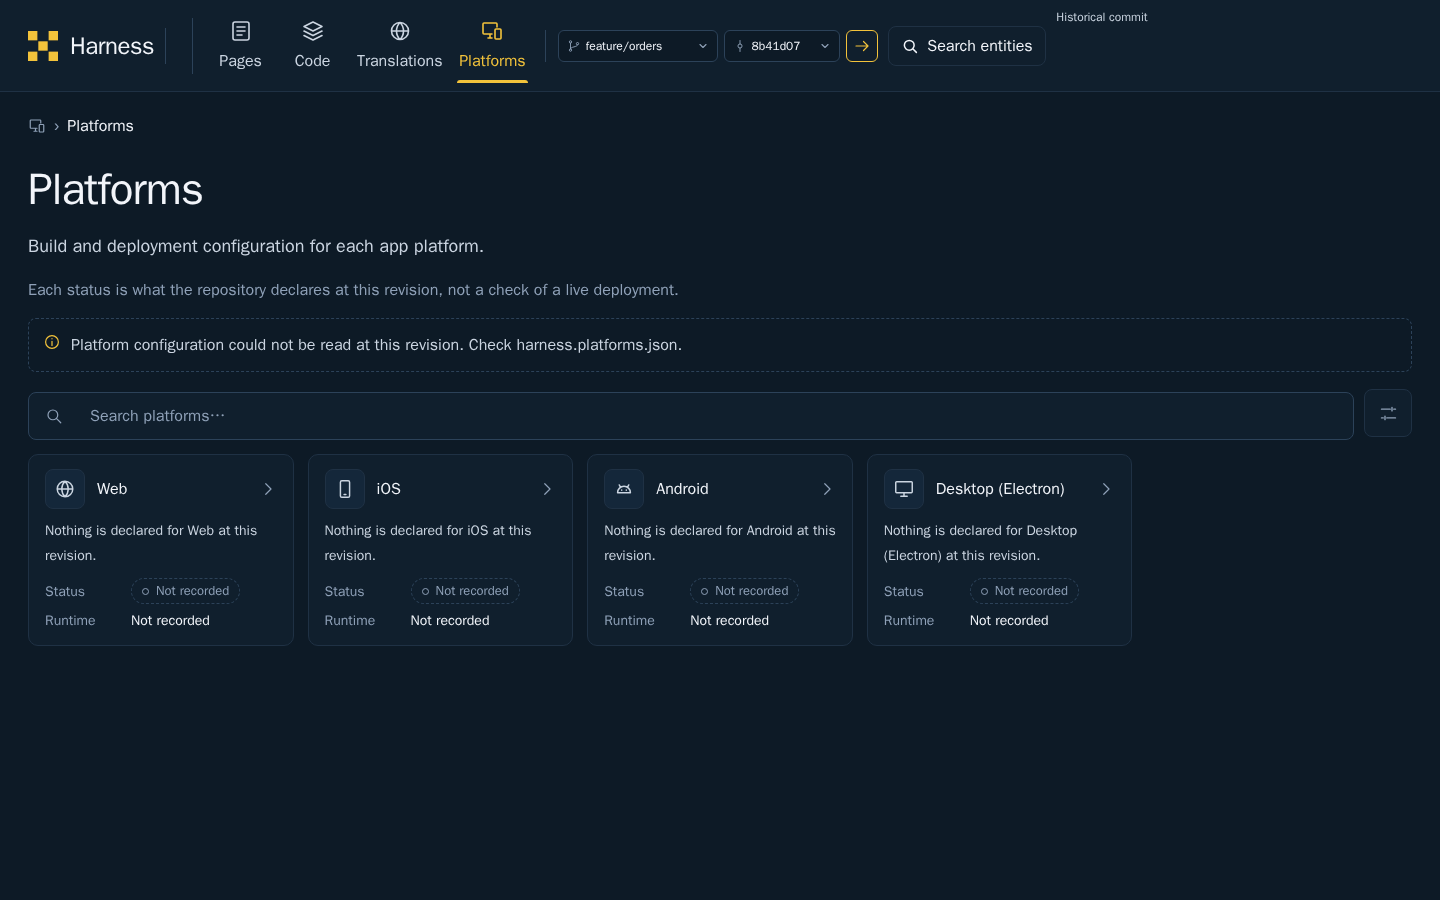 Harness
Pages
Code
Translations
Platforms
feature/orders
8b41d07
Search entities
Historical commit
› Platforms
Platforms
Build and deployment configuration for each app platform.
Each status is what the repository declares at this revision, not a check of a live deployment.
Platform configuration could not be read at this revision. Check harness.platforms.json.
Search platforms···
Web
Nothing is declared for Web at this
revision.
Status Not recorded
Runtime Not recorded
iOS
Nothing is declared for iOS at this
revision.
Status Not recorded
Runtime Not recorded
Android
Nothing is declared for Android at this
revision.
Status Not recorded
Runtime Not recorded
Desktop (Electron)
Nothing is declared for Desktop
(Electron) at this revision.
Status Not recorded
Runtime Not recorded